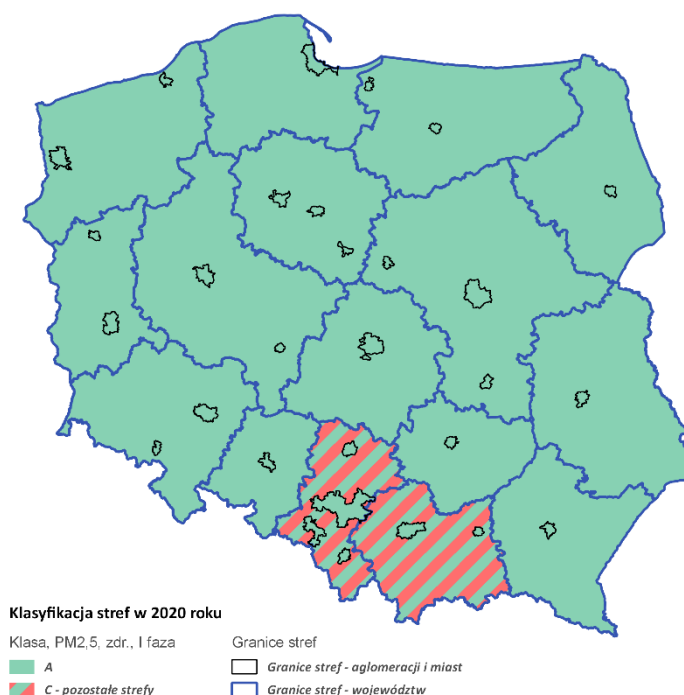 Klasyfikacja stref w 2020 roku
Klasa, PM2,5, zdr., I faza
A
C - pozostałe strefy
Granice stref
Granice stref - aglomeracji i miast
Granice stref - województw